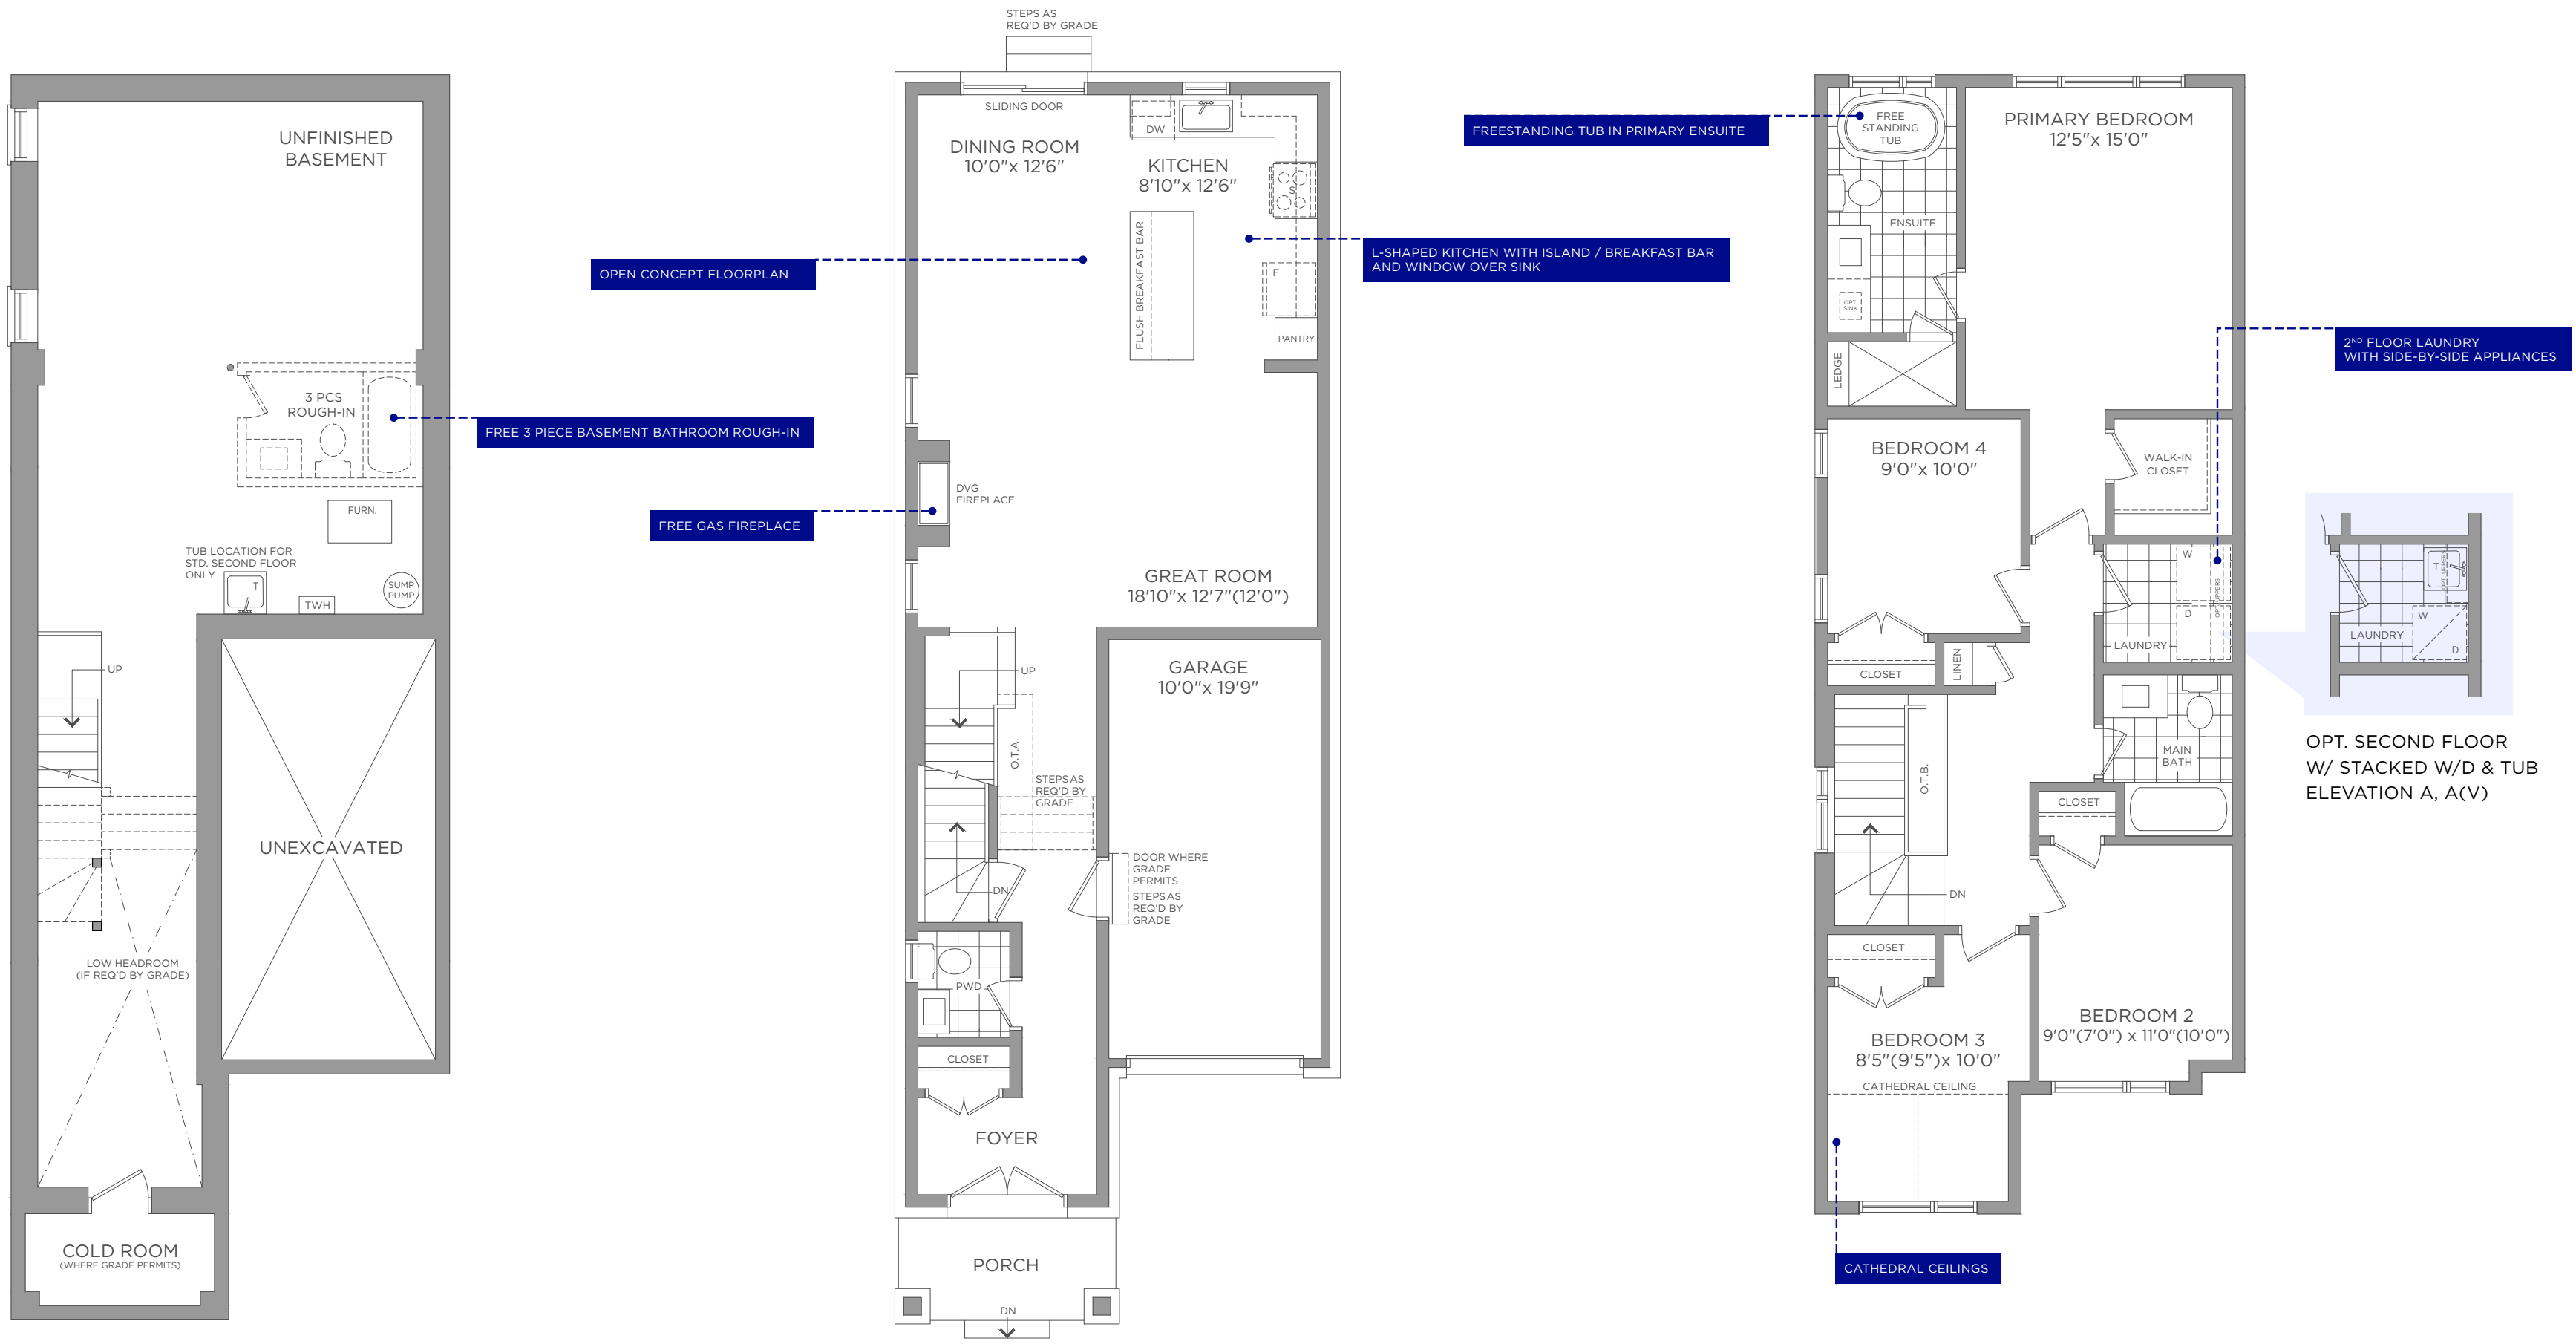 UNFINISHED
BASEMENT
3 PCS
ROUGH-IN
FREE 3 PIECE BASEMENT BATHROOM ROUGH-IN
FURN.
TUB LOCATION FOR
STD. SECOND FLOOR
ONLY
T
TWH
SUMP
PUMP
UP
UNEXCAVATED
LOW HEADROOM
(IF REQ'D BY GRADE)
COLD ROOM
(WHERE GRADE PERMITS)
STEPS AS
REQ'D BY GRADE
SLIDING DOOR
DW
DINING ROOM
10'0"x 12'6"
KITCHEN
8'10"x 12'6"
S
FLUSH BREAKFAST BAR
F
PANTRY
OPEN CONCEPT FLOORPLAN
L-SHAPED KITCHEN WITH ISLAND / BREAKFAST BAR
AND WINDOW OVER SINK
DVG
FIREPLACE
FREE GAS FIREPLACE
GREAT ROOM
18'10"x 12'7"(12'0")
UP
O.T.A.
GARAGE
10'0"x 19'9"
STEPS AS
REQ'D BY
GRADE
DOOR WHERE
GRADE
PERMITS
STEPS AS
REQ'D BY
GRADE
DN
PWD
CLOSET
FOYER
PORCH
DN
FREESTANDING TUB IN PRIMARY ENSUITE
FREE
STANDING
TUB
PRIMARY BEDROOM
12'5"x 15'0"
ENSUITE
OPT.
SINK
LEDGE
2ND FLOOR LAUNDRY
WITH SIDE-BY-SIDE APPLIANCES
BEDROOM 4
9'0"x 10'0"
WALK-IN
CLOSET
W
D
OPT. UPPERS
LAUNDRY
CLOSET
LINEN
MAIN
BATH
O.T.B.
CLOSET
DN
CLOSET
BEDROOM 3
8'5"(9'5")x 10'0"
CATHEDRAL CEILING
BEDROOM 2
9'0"(7'0") x 11'0"(10'0")
CATHEDRAL CEILINGS
T
OPT. UPPERS
LAUNDRY
W
D
OPT. SECOND FLOOR
W/ STACKED W/D & TUB
ELEVATION A, A(V)